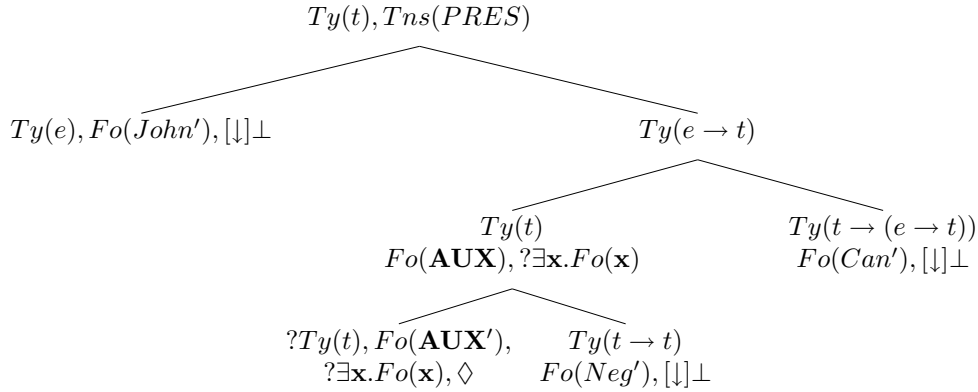 Ty(t), Tns(PRES)
Ty(e), Fo(John′), [↓]⊥
Ty(e → t)
Ty(t)
Fo(AUX), ?∃x.Fo(x)
Ty(t → (e → t))
Fo(Can′), [↓]⊥
?Ty(t), Fo(AUX′),
?∃x.Fo(x), ◊
Ty(t → t)
Fo(Neg′), [↓]⊥